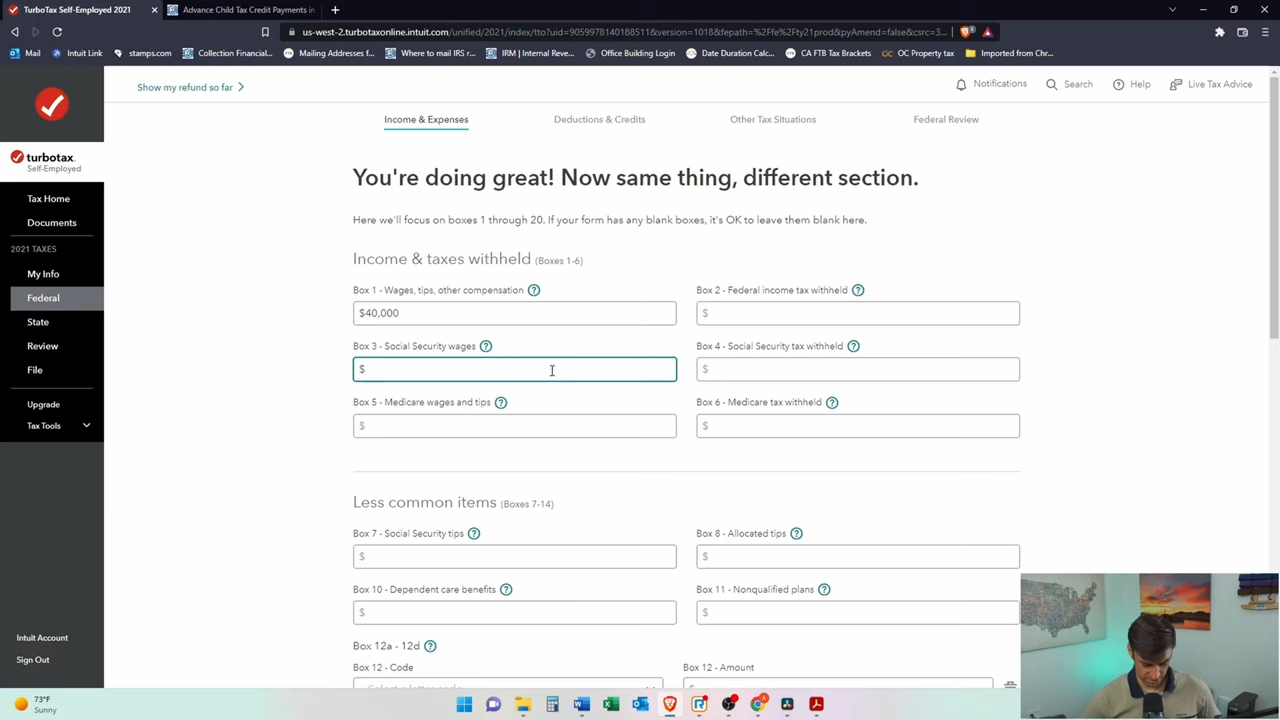 TurboTax Self-Employed 2021
Advance Child Tax Credit Payments in
us-west-2.turbotaxonline.intuit.com/unified/2021/index/tto?uid=9059978140188511&version=1018&fepath=%2Ffe%2Fty21prod&pyAmend=false&csrc=3...
Mail
Intuit Link
stamps.com
Collection Financial...
Mailing Addresses f...
Where to mail IRS r...
IRM | Internal Reve...
Office Building Login
Date Duration Calc...
CA FTB Tax Brackets
OC Property tax
Imported from Chr...
Show my refund so far
Notifications
Search
Help
Live Tax Advice
Income & Expenses
Deductions & Credits
Other Tax Situations
Federal Review
turbotax
Self-Employed
Tax Home
Documents
2021 TAXES
My Info
Federal
State
Review
File
Upgrade
Tax Tools
Intuit Account
Sign Out
You're doing great! Now same thing, different section.
Here we'll focus on boxes 1 through 20. If your form has any blank boxes, it's OK to leave them blank here.
Income & taxes withheld (Boxes 1-6)
Box 1 - Wages, tips, other compensation
Box 2 - Federal income tax withheld
$40,000
$
Box 3 - Social Security wages
Box 4 - Social Security tax withheld
$
$
Box 5 - Medicare wages and tips
Box 6 - Medicare tax withheld
$
$
Less common items (Boxes 7-14)
Box 7 - Social Security tips
Box 8 - Allocated tips
$
$
Box 10 - Dependent care benefits
Box 11 - Nonqualified plans
$
$
Box 12a - 12d
Box 12 - Code
Box 12 - Amount
73°F
Sunny